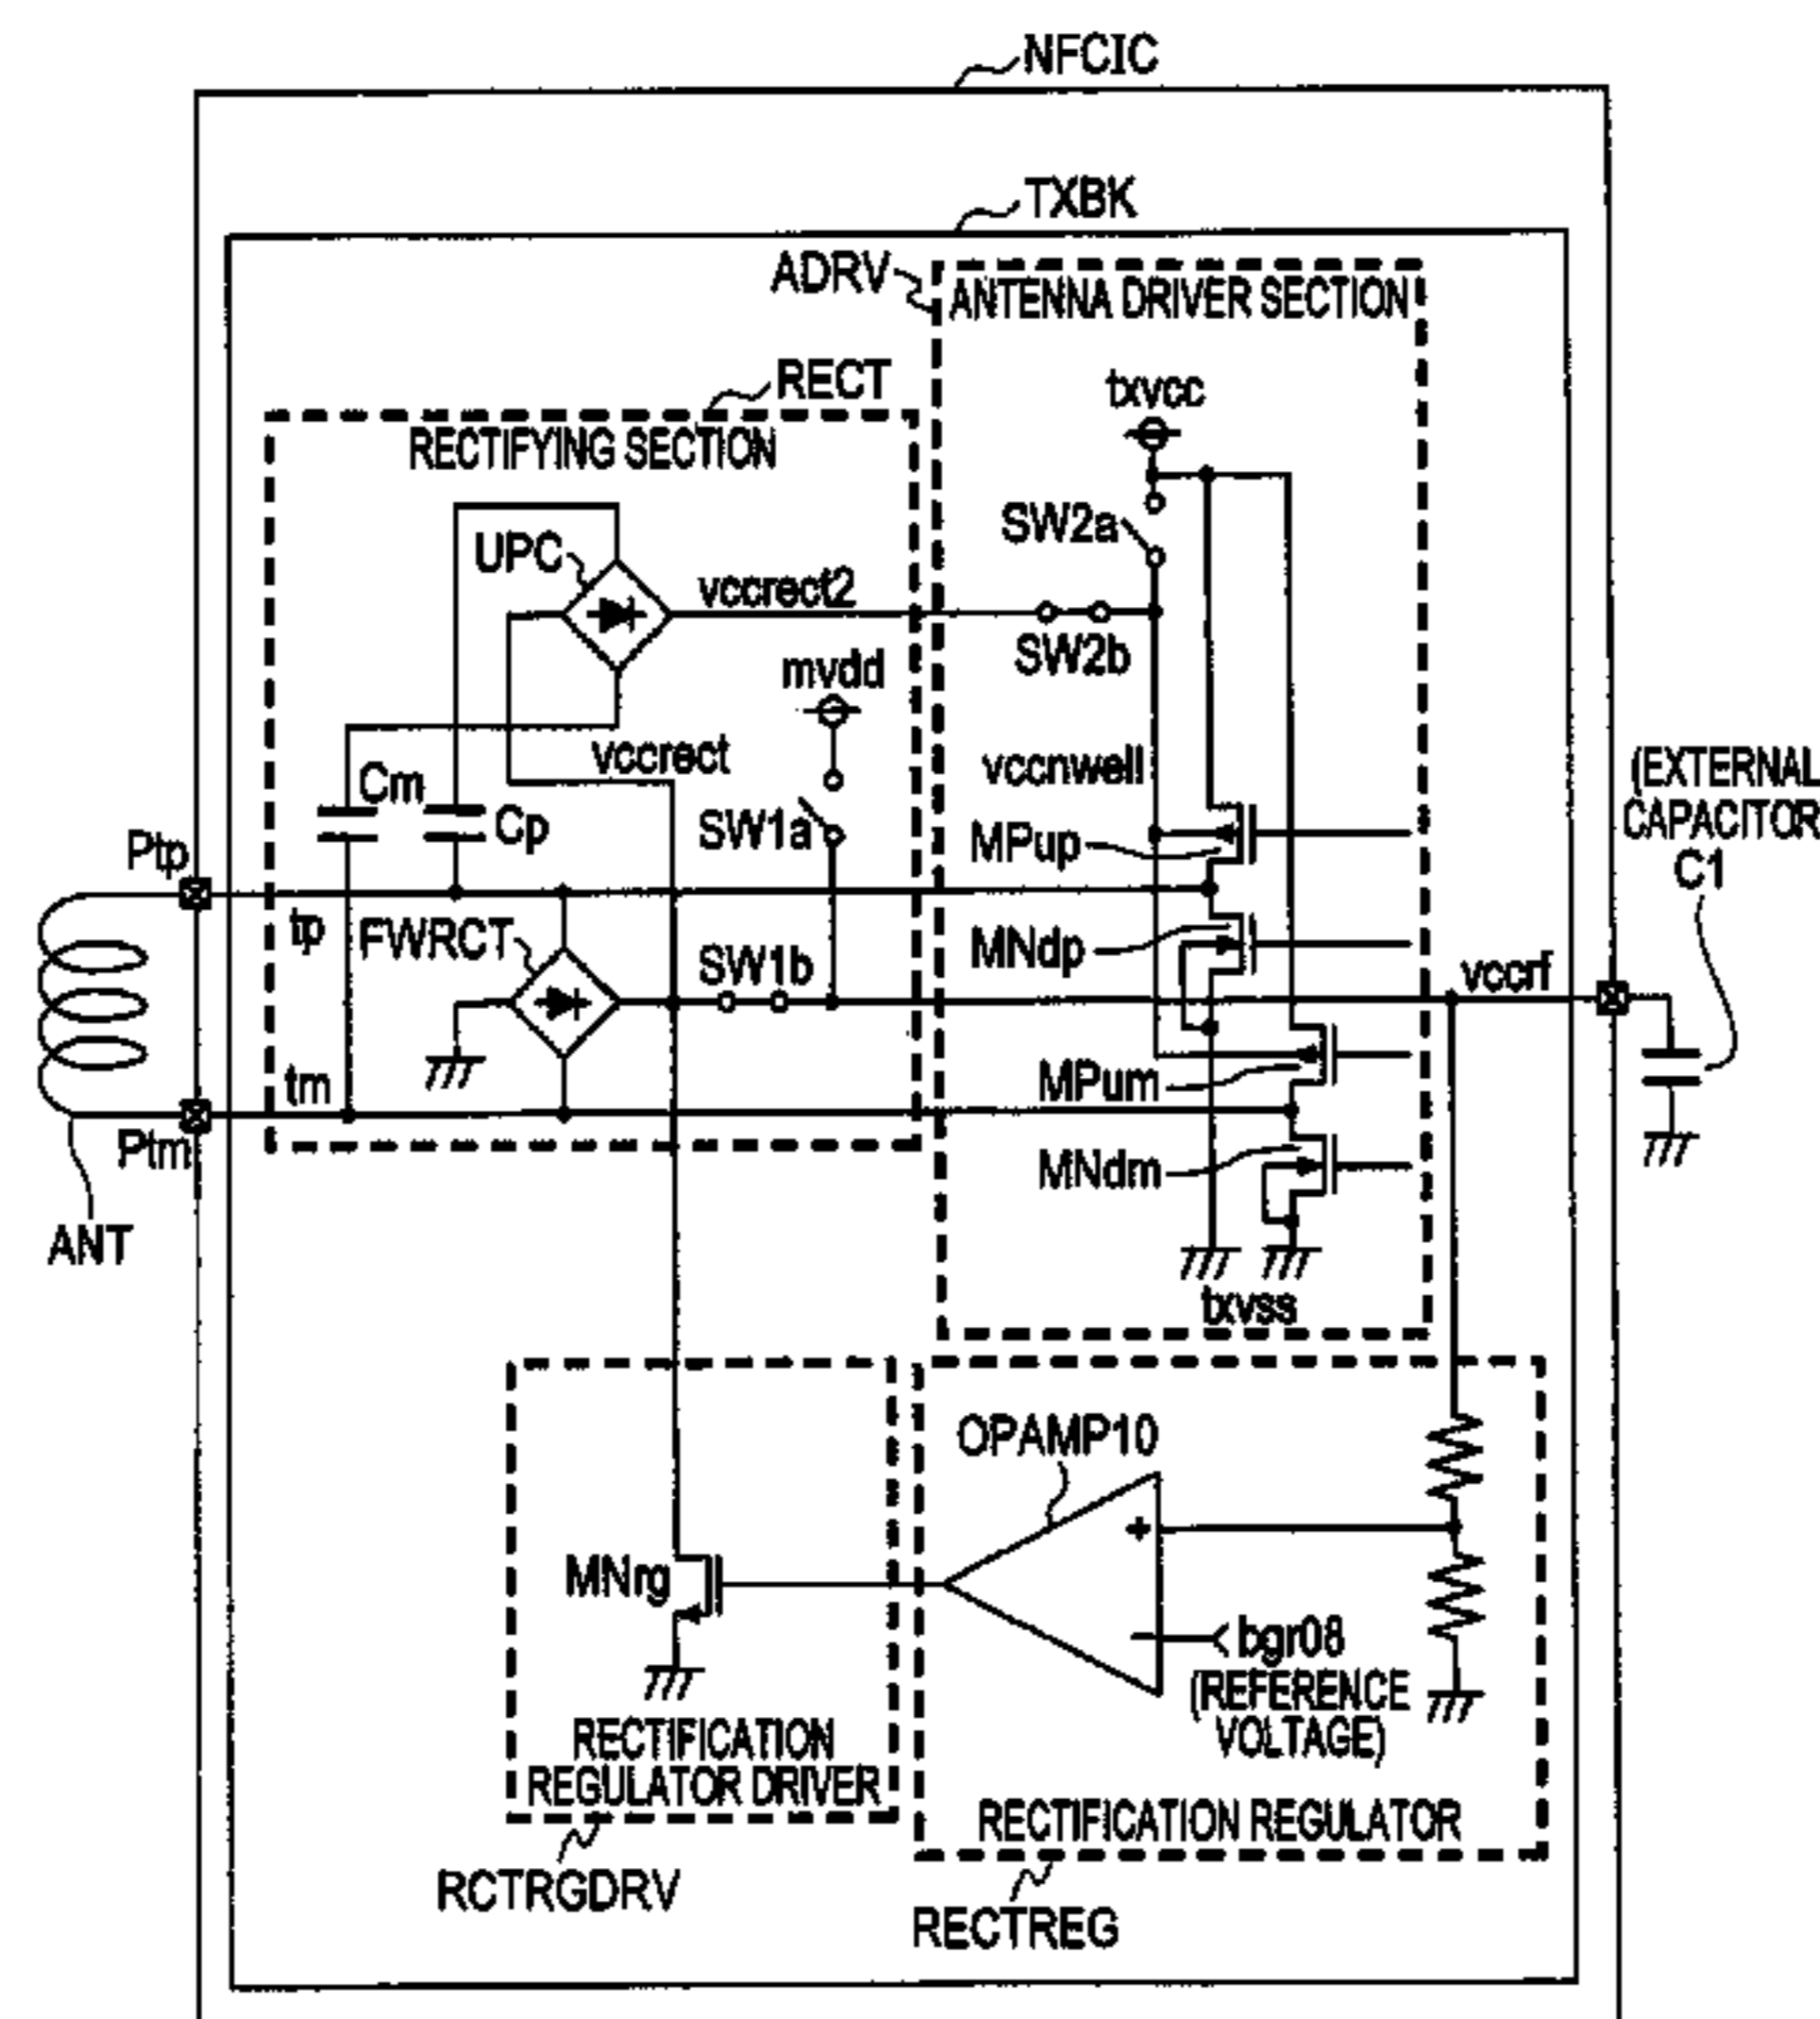 NFCIC
TXBK
ADRV
ANTENNA DRIVER SECTION
RECT
RECTIFYING SECTION
txvcc
UPC
SW2a
vccrect2
SW2b
mvdd
vccrect
vccnwell
(EXTERNAL
CAPACITOR
C1
Cm
Cp
SW1a
MPup
Ptp
tp
FWRCT
SW1b
MNdp
vccrf
tm
MPum
Ptm
MNdm
ANT
txvss
OPAMP10
+
MNrg
−
bgr08
(REFERENCE
VOLTAGE)
RECTIFICATION
REGULATOR DRIVER
RECTIFICATION REGULATOR
RCTRGDRV
RECTREG